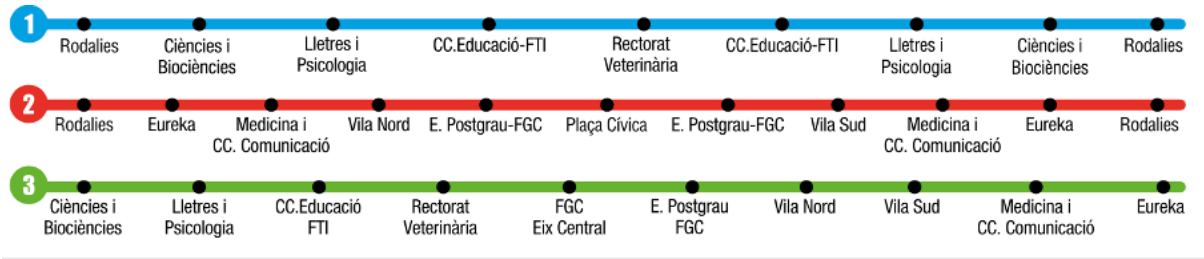 1
Rodalies
Ciències i
Biociències
Lletres i
Psicologia
CC.Educació-FTI
Rectorat
Veterinària
CC.Educació-FTI
Lletres i
Psicologia
Ciències i
Biociències
Rodalies
2
Rodalies
Eureka
Medicina i
CC. Comunicació
Vila Nord
E. Postgrau-FGC
Plaça Cívica
E. Postgrau-FGC
Vila Sud
Medicina i
CC. Comunicació
Eureka
Rodalies
3
Ciències i
Biociències
Lletres i
Psicologia
CC.Educació
FTI
Rectorat
Veterinària
FGC
Eix Central
E. Postgrau
FGC
Vila Nord
Vila Sud
Medicina i
CC. Comunicació
Eureka